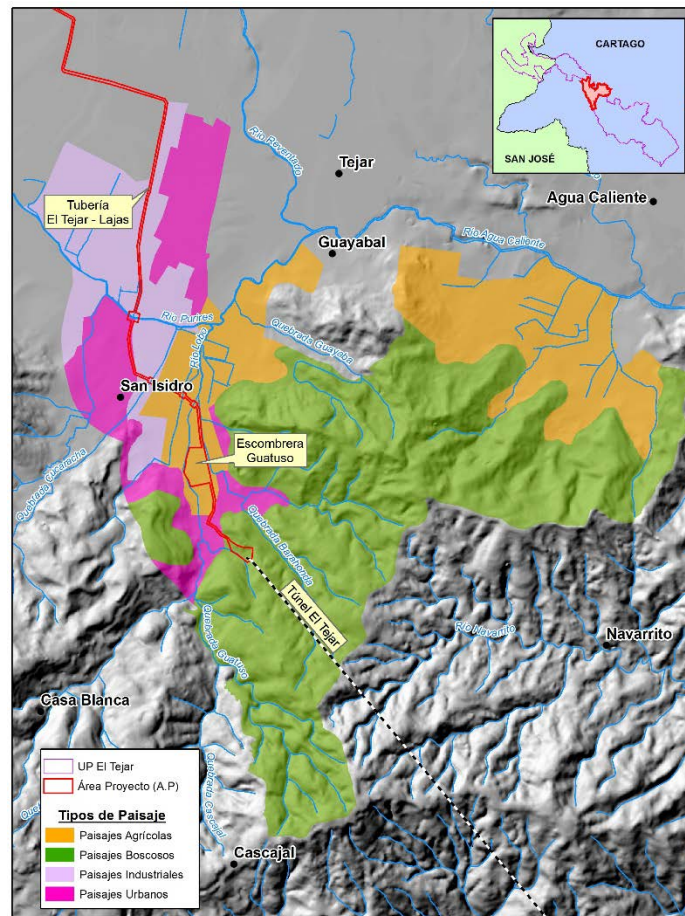 CARTAGO
SAN JOSÉ
Río Reventado
Tejar
Agua Caliente
Tubería
El Tejar - Lajas
Guayabal
Río Agua Caliente
Río Purires
Río Lobo
Quebrada Guayaba
San Isidro
Escombrera
Guatuso
Quebrada Cucaracha
Quebrada Barahonda
Túnel El Tejar
Río Navarrito
Navarrito
Quebrada Guatuso
Casa Blanca
Quebrada Cascajal
Cascajal
UP El Tejar
Área Proyecto (A.P)
Tipos de Paisaje
Paisajes Agrícolas
Paisajes Boscosos
Paisajes Industriales
Paisajes Urbanos